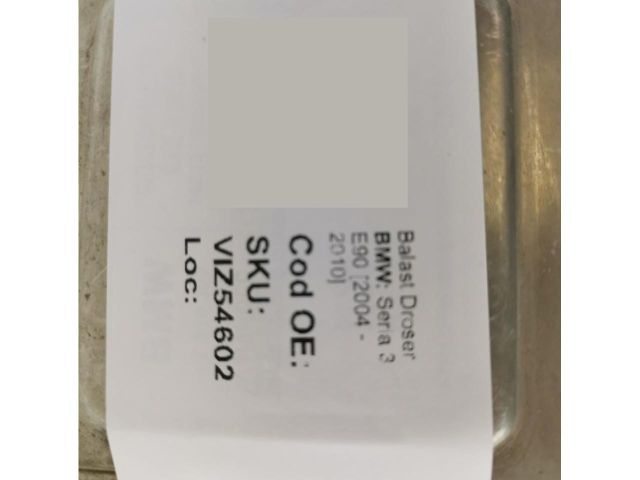 Balast Droser
BMW: Seria 3
E90 [2004 -
2010]
Cod OE:
SKU:
VIZ54602
Loc: